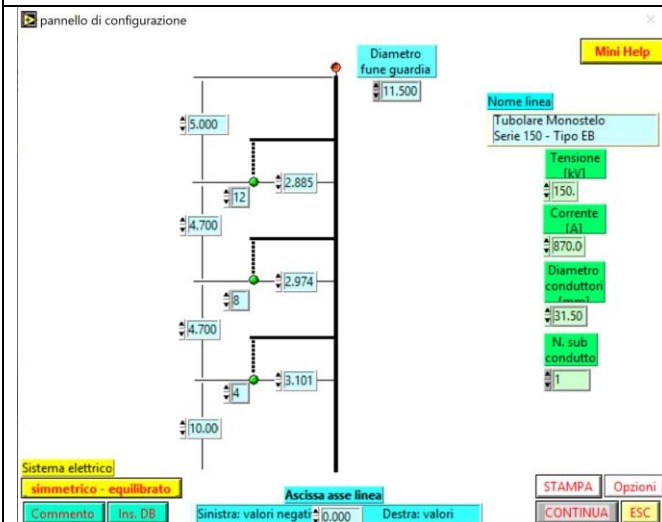 pannello di configurazione
Mini Help
Diametro
fune guardia
11.500
Nome linea
Tubolare Monostelo
Serie 150 - Tipo EB
5.000
Tensione
[kV]
150.
2.885
12
Corrente
[A]
870.0
4.700
Diametro
conduttori
[mm]
31.50
2.974
8
4.700
N. sub
condutto
1
3.101
4
10.00
Sistema elettrico
simmetrico - equilibrato
Commento
Ins. DB
Ascissa asse linea
Sinistra: valori negati
0.000
Destra: valori
STAMPA
Opzioni
CONTINUA
ESC